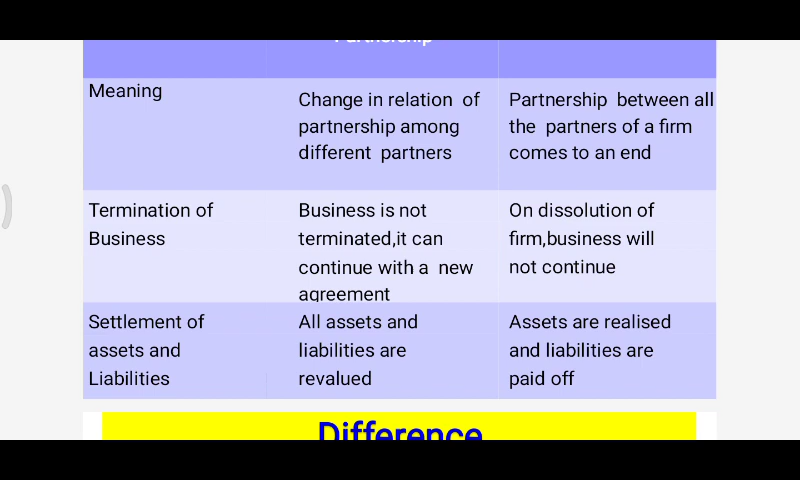 Partnership
Meaning
Change in relation of
partnership among
different partners
Partnership between all
the partners of a firm
comes to an end
Termination of
Business
Business is not
terminated,it can
continue with a new
agreement
On dissolution of
firm,business will
not continue
Settlement of
assets and
Liabilities
All assets and
liabilities are
revalued
Assets are realised
and liabilities are
paid off
Difference